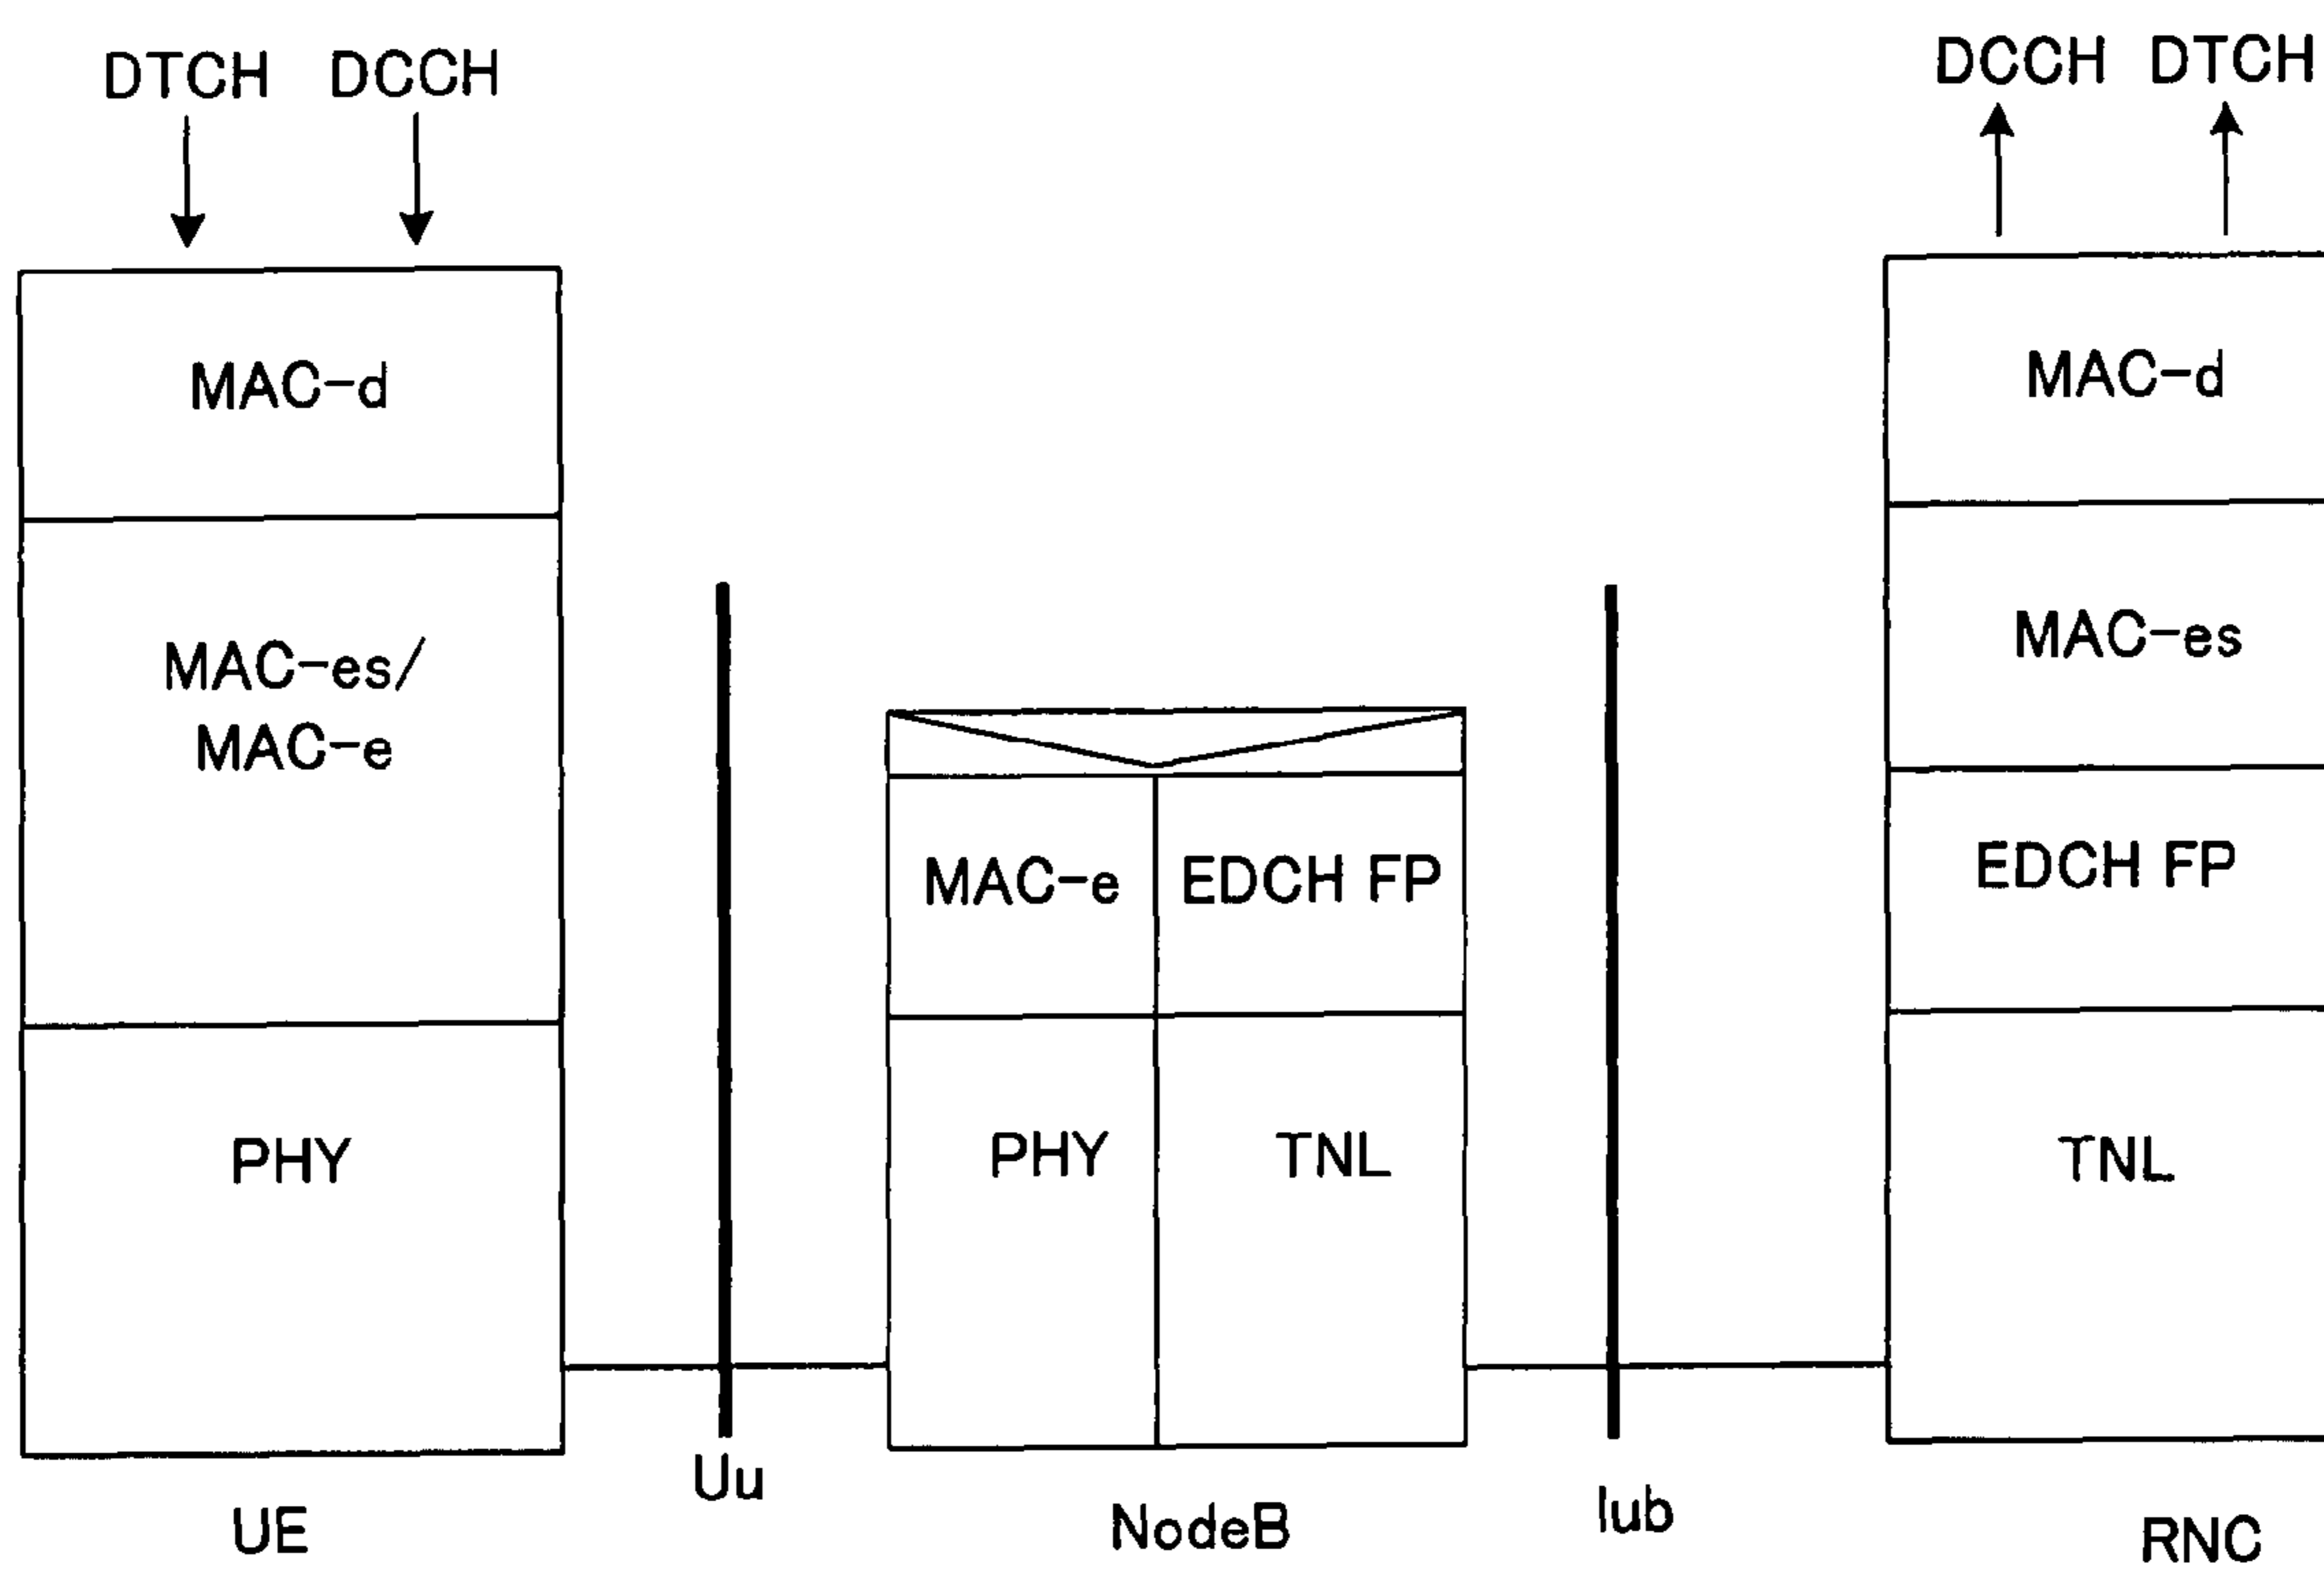 DTCH DCCH
DCCH DTCH
MAC-d
MAC-d
MAC-es/
MAC-e
MAC-es
MAC-e
EDCH FP
EDCH FP
PHY
PHY
TNL
TNL
Uu
Iub
UE
NodeB
RNC